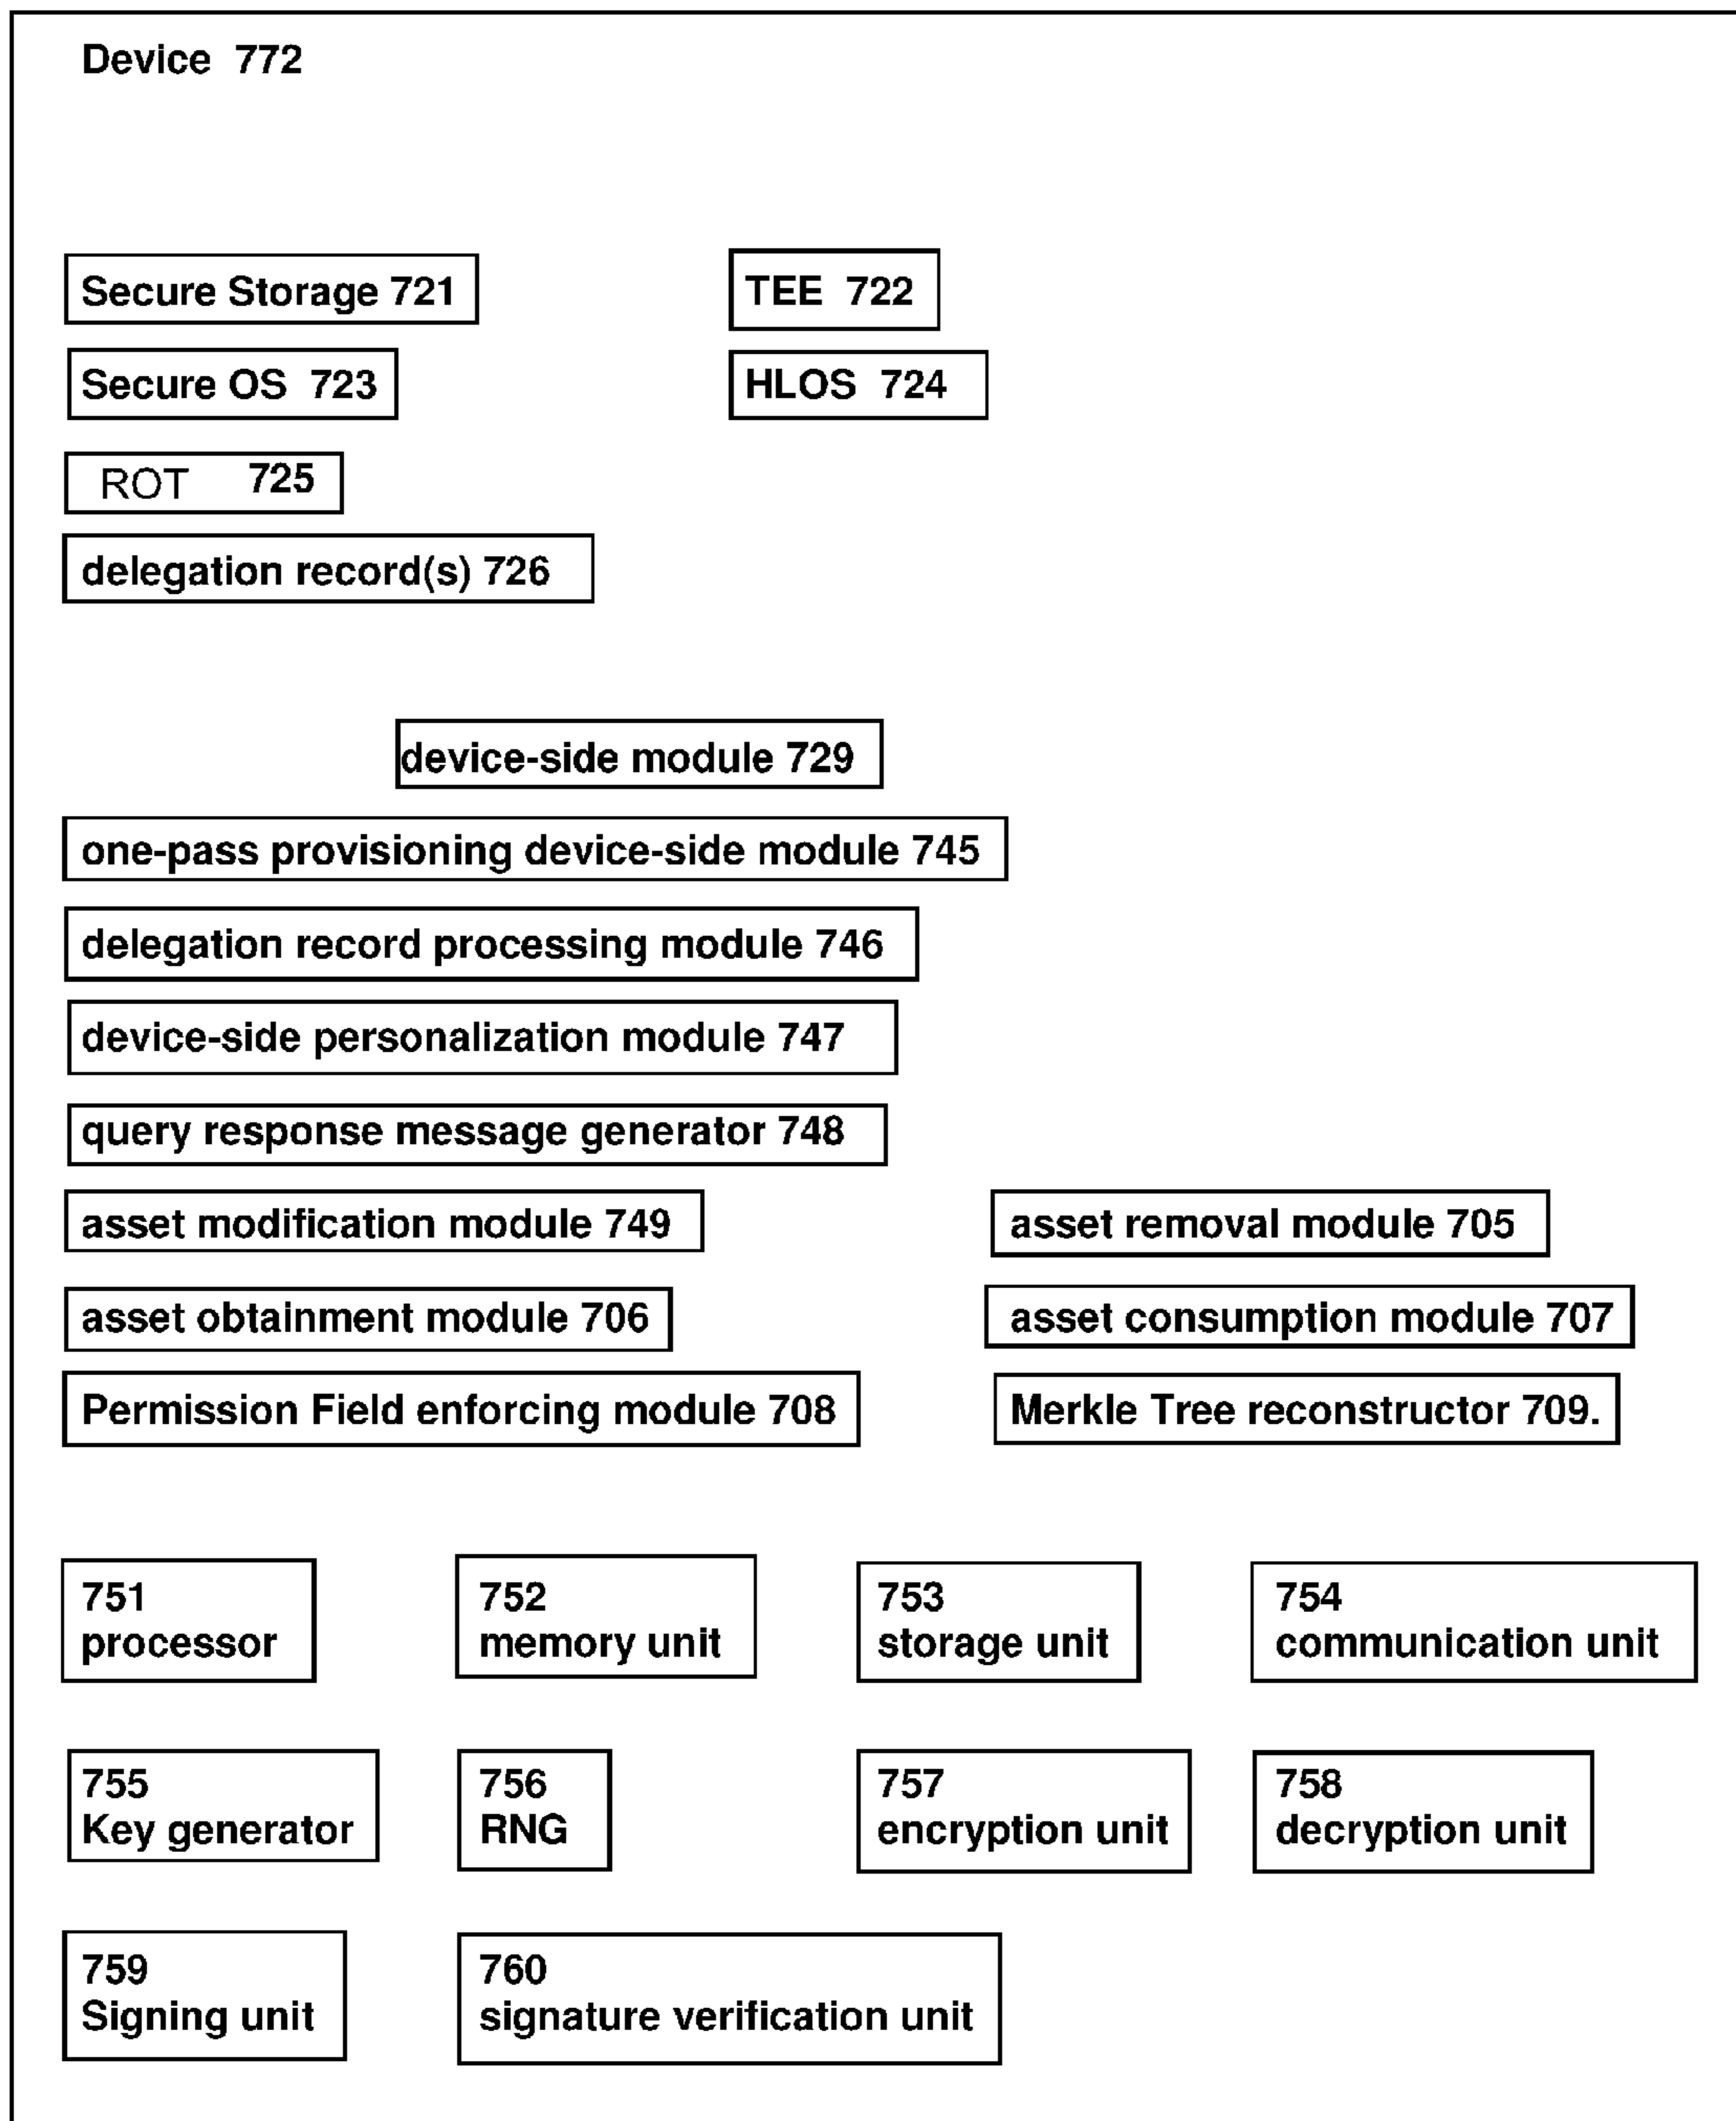 Device 772
Secure Storage 721
TEE 722
Secure OS 723
HLOS 724
ROT 725
delegation record(s) 726
device-side module 729
one-pass provisioning device-side module 745
delegation record processing module 746
device-side personalization module 747
query response message generator 748
asset modification module 749
asset removal module 705
asset obtainment module 706
asset consumption module 707
Permission Field enforcing module 708
Merkle Tree reconstructor 709.
751
processor
752
memory unit
753
storage unit
754
communication unit
755
Key generator
756
RNG
757
encryption unit
758
decryption unit
759
Signing unit
760
signature verification unit